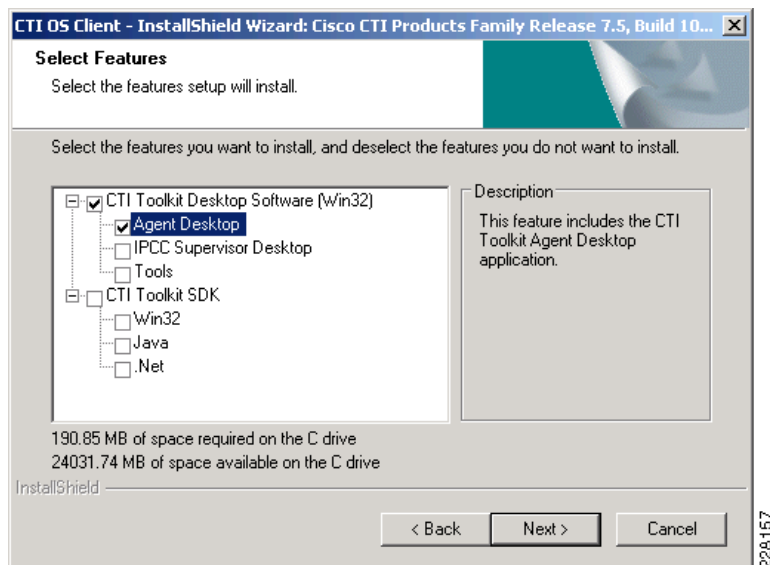 CTI OS Client - InstallShield Wizard: Cisco CTI Products Family Release 7.5, Build 10...
Select Features
Select the features setup will install.
Select the features you want to install, and deselect the features you do not want to install.
CTI Toolkit Desktop Software (Win32)
Agent Desktop
IPCC Supervisor Desktop
Tools
CTI Toolkit SDK
Win32
Java
.Net
Description
This feature includes the CTI
Toolkit Agent Desktop
application.
190.85 MB of space required on the C drive
24031.74 MB of space available on the C drive
InstallShield
< Back
Next >
Cancel
228157